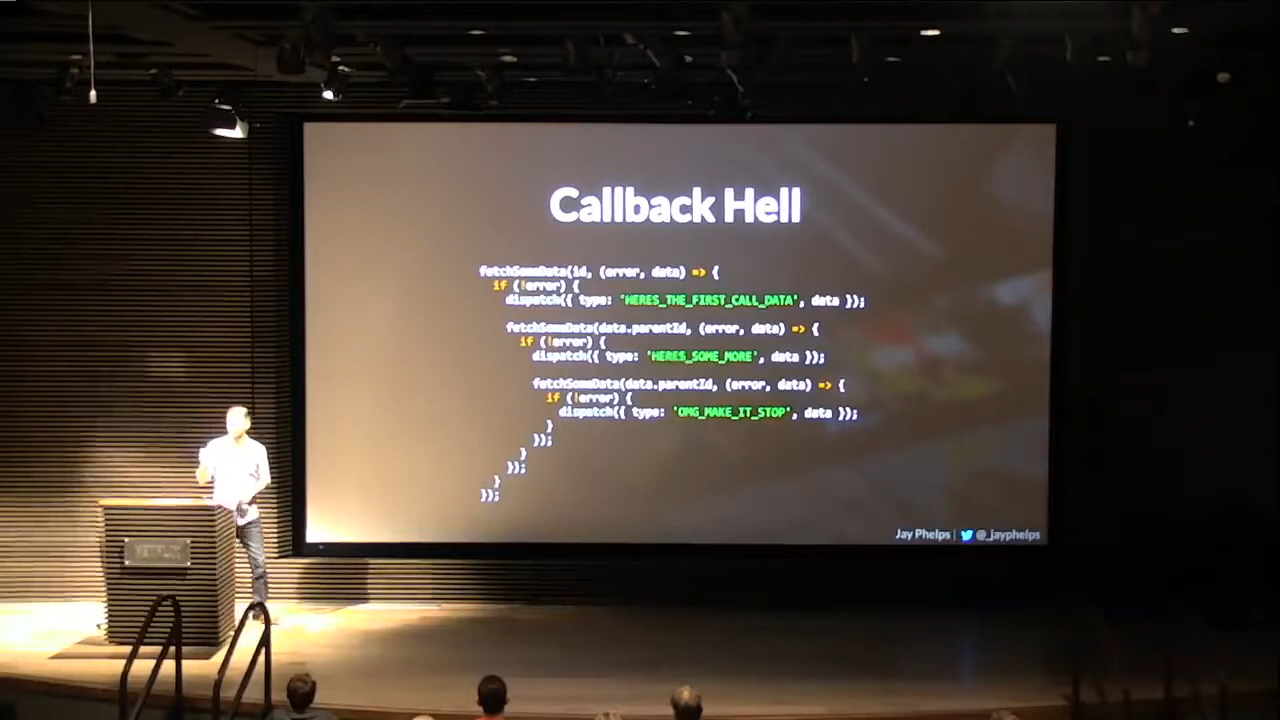 Callback Hell
fetchSomeData(id, (error, data) => {
if (!error) {
dispatch({ type: 'HERES_THE_FIRST_CALL_DATA', data });
fetchSomeData(data.parentId, (error, data) => {
if (!error) {
dispatch({ type: 'HERES_SOME_MORE', data });
fetchSomeData(data.parentId, (error, data) => {
if (!error) {
dispatch({ type: 'OMG_MAKE_IT_STOP', data });
}
});
}
});
}
});
Jay Phelps | @_jayphelps
NETFLIX